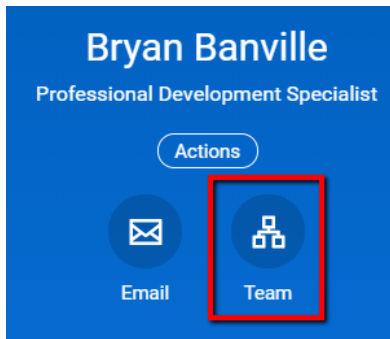 Bryan Banville
Professional Development Specialist
Actions
Email Team